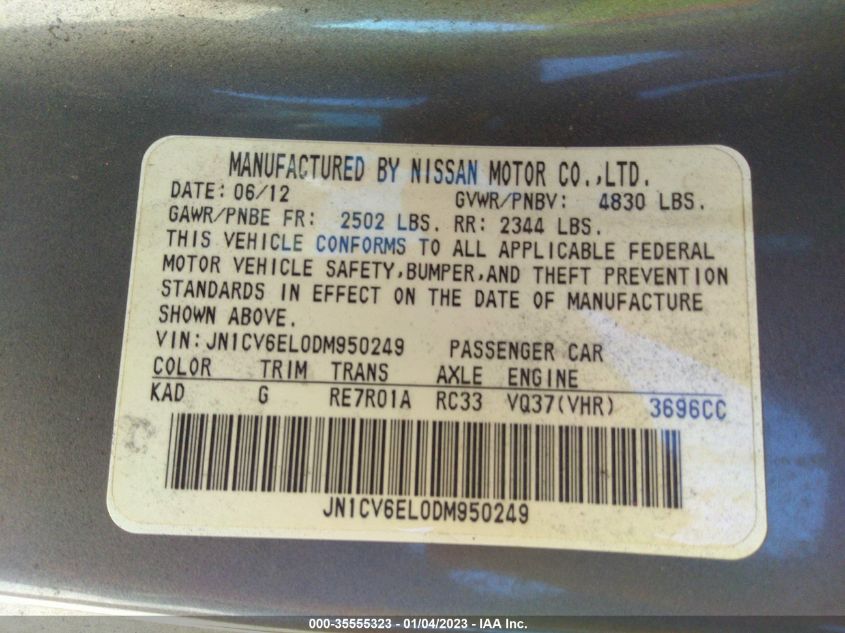 MANUFACTURED BY NISSAN MOTOR CO.,LTD.
DATE: 06/12 GVWR/PNBV: 4830 LBS.
GAWR/PNBE FR: 2502 LBS. RR: 2344 LBS.
THIS VEHICLE CONFORMS TO ALL APPLICABLE FEDERAL
MOTOR VEHICLE SAFETY,BUMPER,AND THEFT PREVENTION
STANDARDS IN EFFECT ON THE DATE OF MANUFACTURE
SHOWN ABOVE.
VIN:JN1CV6EL0DM950249 PASSENGER CAR
COLOR TRIM TRANS AXLE ENGINE
KAD G RE7R01A RC33 VQ37(VHR) 3696CC
JN1CV6EL0DM950249
000-35555323 - 01/04/2023 - IAA Inc.